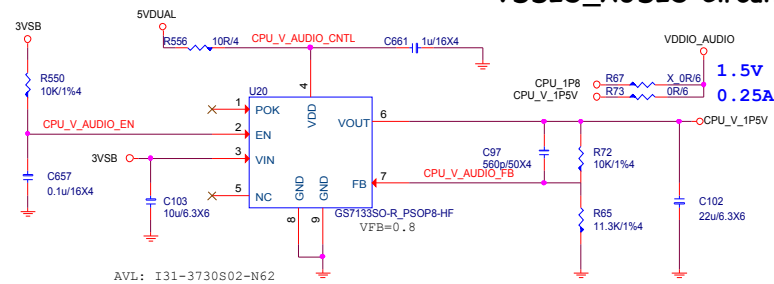 5VDUAL
3VSB
R556
10R/4
CPU_V_AUDIO_CNTL
C661
1u/16X4
VDDIO_AUDIO
R550
10K/1%4
CPU_1P8
R67
X_0R/6
1.5V
CPU_V_1P5V
R73
0R/6
0.25A
U20
4
1
POK
VDD
CPU_V_AUDIO_EN
2
EN
VOUT
6
CPU_V_1P5V
3VSB
3
VIN
C97
560p/50X4
R72
10K/1%4
C657
0.1u/16X4
CPU_V_AUDIO_FB
FB
7
5
NC
GND
GND
C103
10u/6.3X6
8
9
GS7133SO-R_PSOP8-HF
VFB=0.8
R65
11.3K/1%4
C102
22u/6.3X6
AVL: I31-3730S02-N62